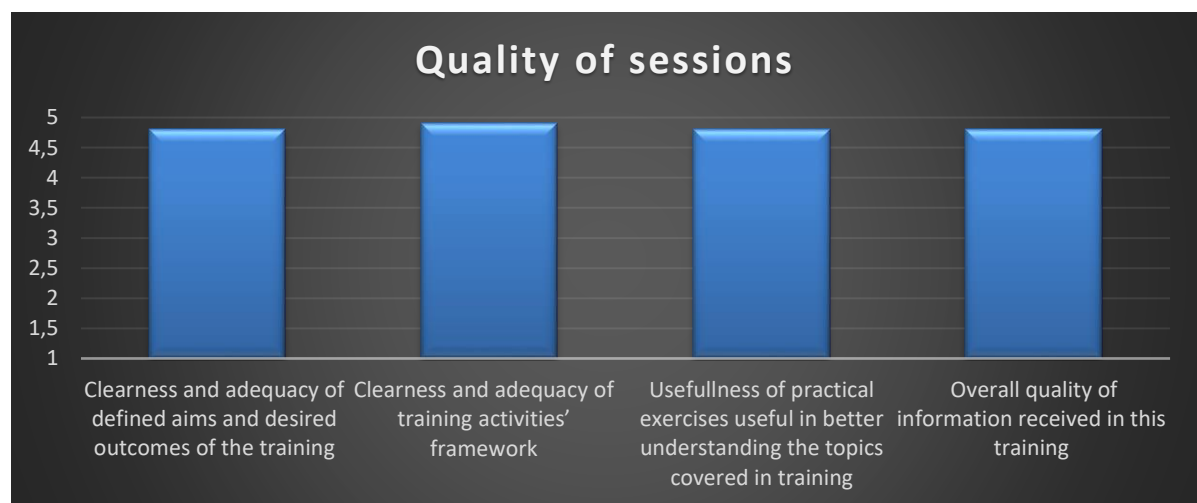 Quality of sessions
5
4,5
4
3,5
3
2,5
2
1,5
1
Clearness and adequacy of
defined aims and desired
outcomes of the training
Clearness and adequacy of
training activities’
framework
Usefullness of practical
exercises useful in better
understanding the topics
covered in training
Overall quality of
information received in this
training